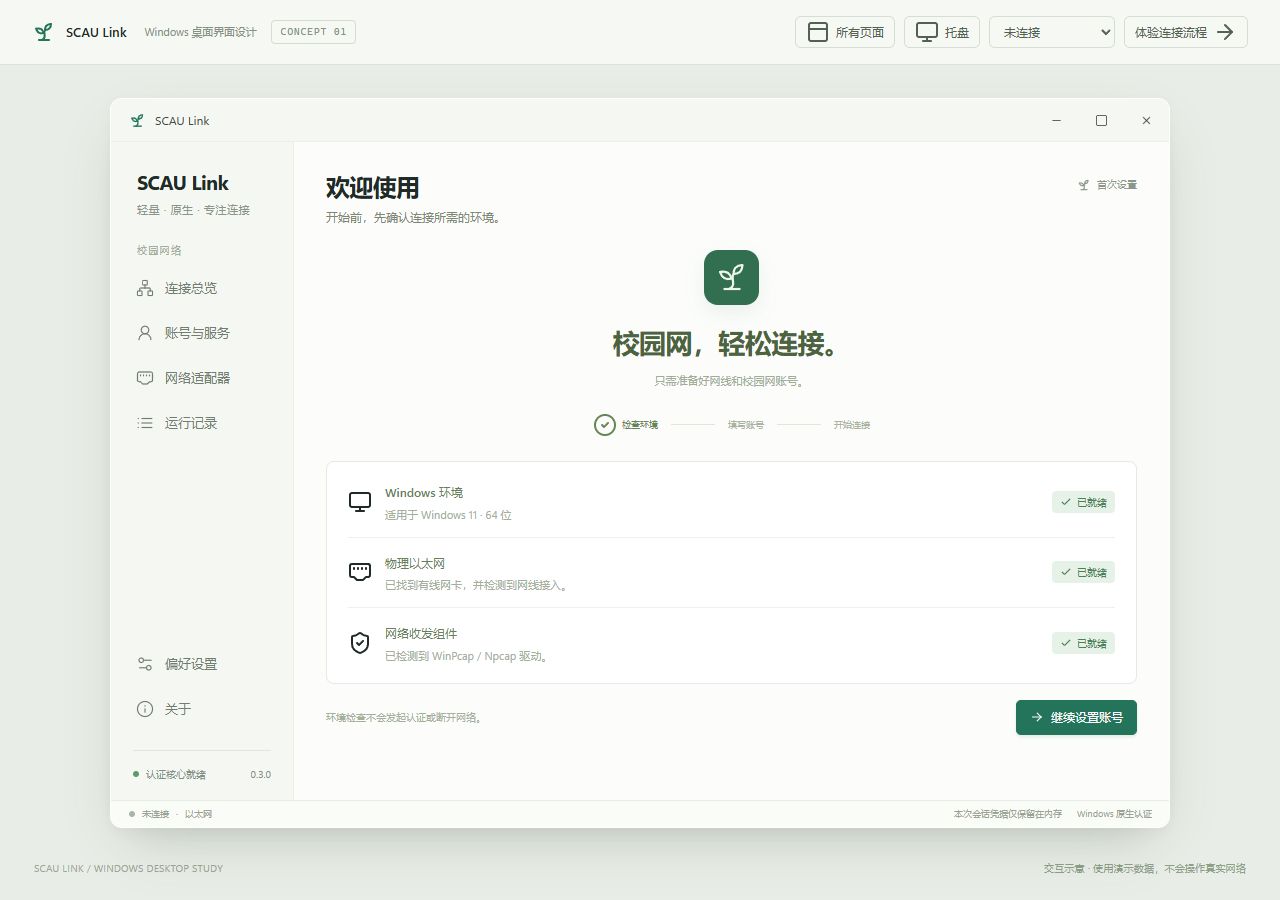 SCAU Link Windows 桌面界面设计 CONCEPT 01 所有页面 托盘 未连接 体验连接流程
SCAU Link
SCAU Link
轻量 · 原生 · 专注连接
校园网络
连接总览
账号与服务
网络适配器
运行记录
偏好设置
关于
认证核心就绪 0.3.0
欢迎使用
首次设置
开始前，先确认连接所需的环境。
校园网，轻松连接。
只需准备好网线和校园网账号。
检查环境 填写账号 开始连接
Windows 环境
适用于 Windows 11 · 64 位
已就绪
物理以太网
已找到有线网卡，并检测到网线接入。
已就绪
网络收发组件
已检测到 WinPcap / Npcap 驱动。
已就绪
环境检查不会发起认证或断开网络。
继续设置账号
未连接 · 以太网
本次会话凭据仅保留在内存 Windows 原生认证
SCAU LINK / WINDOWS DESKTOP STUDY
交互示意 · 使用演示数据，不会操作真实网络